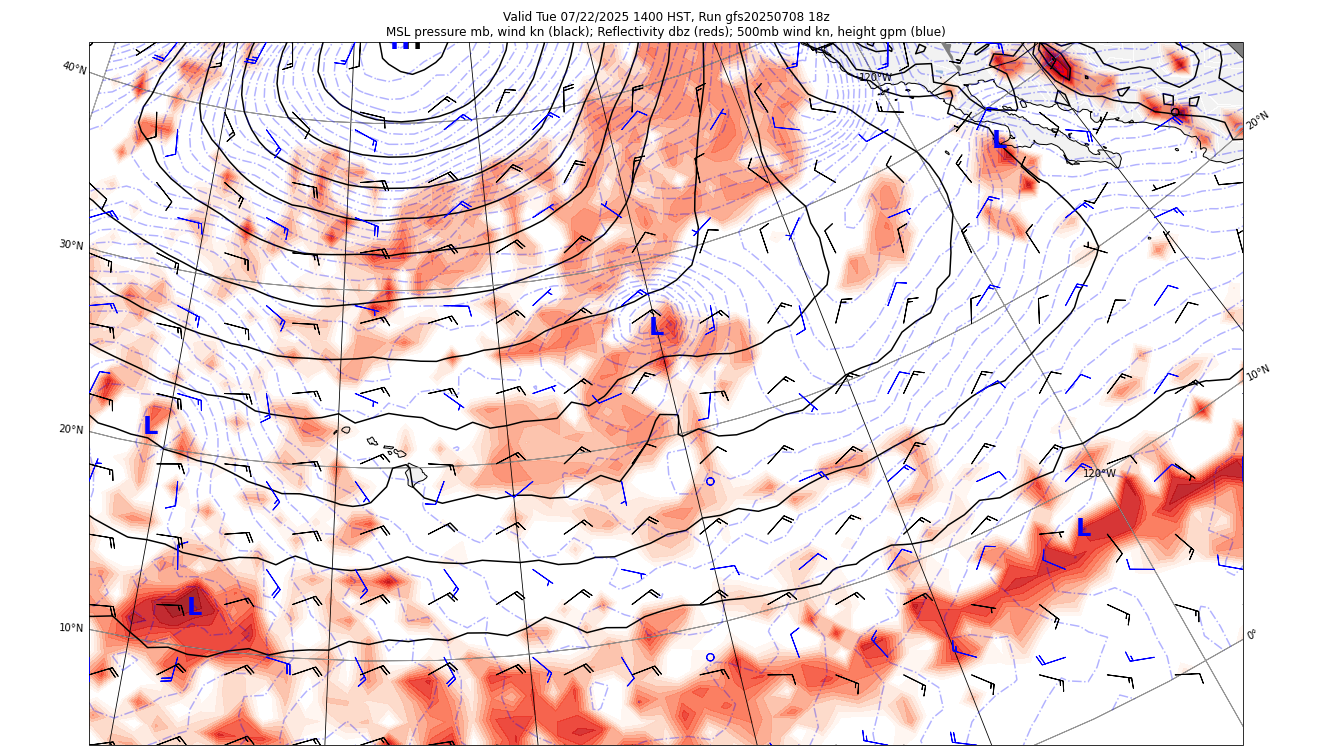 Valid Tue 07/22/2025 1400 HST, Run gfs20250708 18z
MSL pressure mb, wind kn (black); Reflectivity dbz (reds); 500mb wind kn, height gpm (blue)
40°N
120°W
20°N
L
30°N
L
10°N
L
20°N
120°W
L
L
10°N
0°